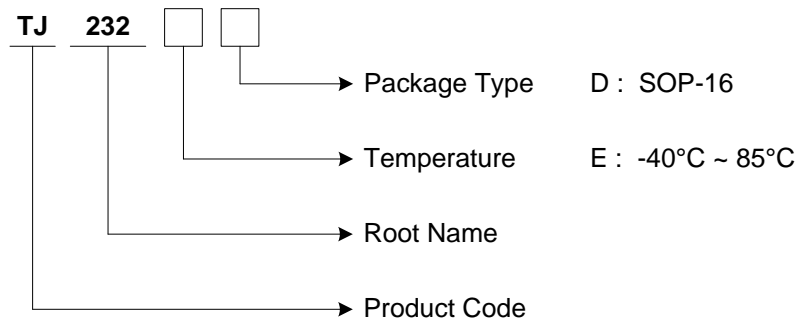 TJ 232
Package Type D : SOP-16
Temperature E : -40°C ~ 85°C
Root Name
Product Code